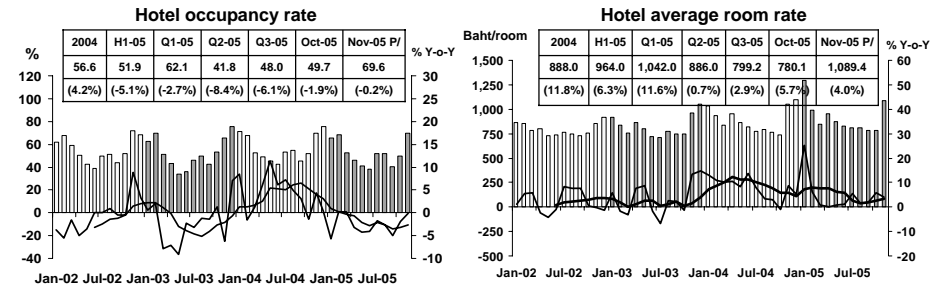 Hotel occupancy rate
% 2004 H1-05 Q1-05 Q2-05 Q3-05 Oct-05 Nov-05 P/ % Y-o-Y
56.6 51.9 62.1 41.8 48.0 49.7 69.6
(4.2%) (-5.1%) (-2.7%) (-8.4%) (-6.1%) (-1.9%) (-0.2%)
120 30
100 25
80 20
60 15
40 10
20 5
0 0
-20 -5
-40 -10
Jan-02 Jul-02 Jan-03 Jul-03 Jan-04 Jul-04 Jan-05 Jul-05
Hotel average room rate
Baht/room 2004 H1-05 Q1-05 Q2-05 Q3-05 Oct-05 Nov-05 P/ % Y-o-Y
888.0 964.0 1,042.0 886.0 799.2 780.1 1,089.4
(11.8%) (6.3%) (11.6%) (0.7%) (2.9%) (5.7%) (4.0%)
1,500 60
1,250 50
1,000 40
750 30
500 20
250 10
0 0
-250 -10
-500 -20
Jan-02 Jul-02 Jan-03 Jul-03 Jan-04 Jul-04 Jan-05 Jul-05